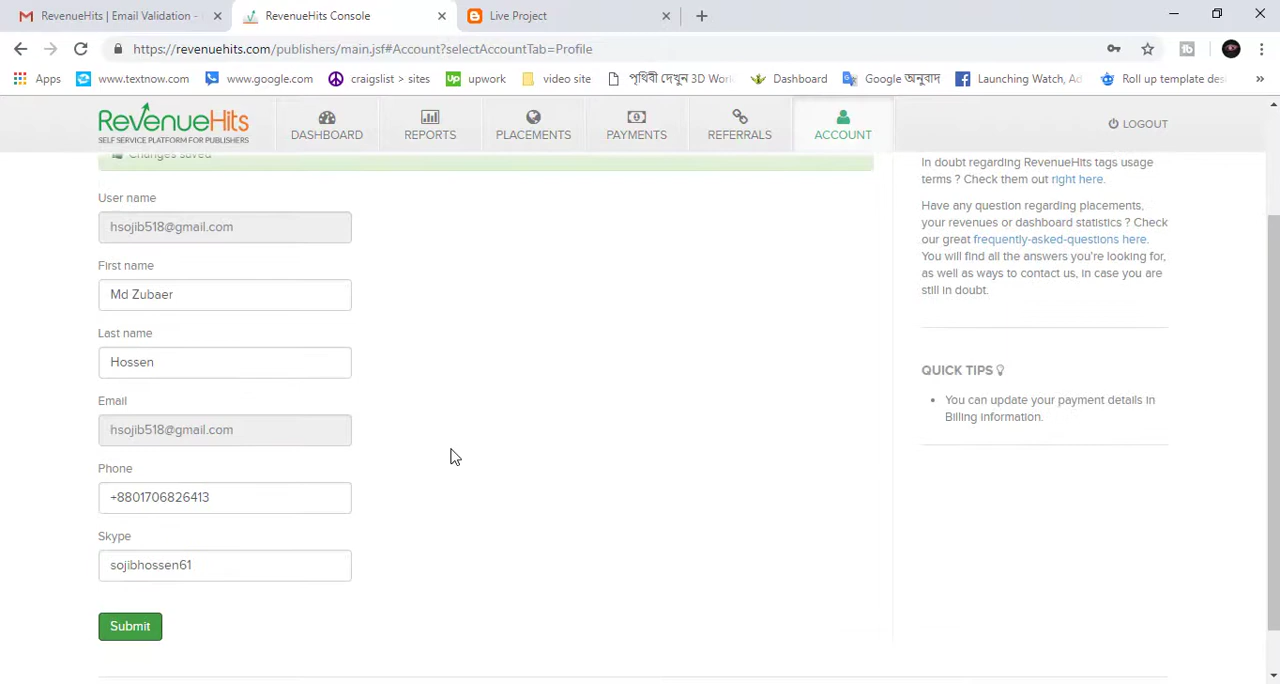 RevenueHits | Email Validation -
RevenueHits Console
Live Project
https://revenuehits.com/publishers/main.jsf#Account?selectAccountTab=Profile
Apps
www.textnow.com
www.google.com
craigslist > sites
Up
upwork
video site
পৃথিবী দেখুন 3D Work
Dashboard
Google অনুবাদ
Launching Watch, Ad
Roll up template desi
»
RevenueHits
SELF SERVICE PLATFORM FOR PUBLISHERS
DASHBOARD
REPORTS
PLACEMENTS
PAYMENTS
REFERRALS
ACCOUNT
LOGOUT
Changes saved
User name
hsojib518@gmail.com
First name
Md Zubaer
Last name
Hossen
Email
hsojib518@gmail.com
Phone
+8801706826413
Skype
sojibhossen61
Submit
In doubt regarding RevenueHits tags usage
terms ? Check them out right here.
Have any question regarding placements,
your revenues or dashboard statistics ? Check
our great frequently-asked-questions here.
You will find all the answers you're looking for,
as well as ways to contact us, in case you are
still in doubt.
QUICK TIPS
• You can update your payment details in
Billing information.